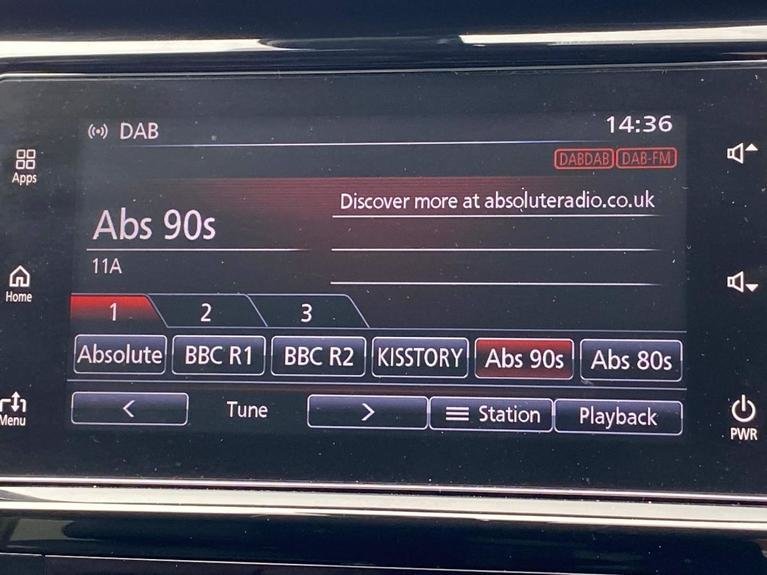 DAB
14:36
DABDAB DAB-FM
Apps
Discover more at absoluteradio.co.uk
Abs 90s
11A
Home
1 2 3
Absolute BBC R1 BBC R2 KISSTORY Abs 90s Abs 80s
Menu
< Tune > Station Playback
PWR